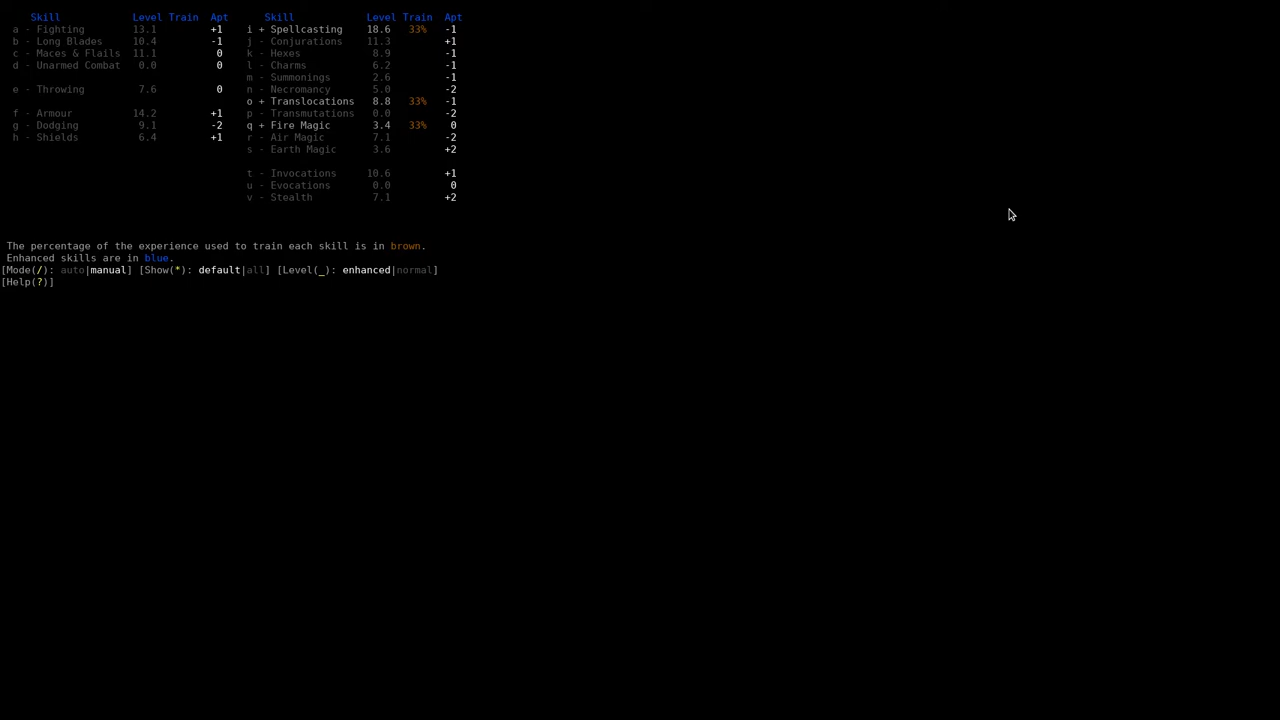 Skill Level Train Apt Skill Level Train Apt
a - Fighting 13.1 +1 i + Spellcasting 18.6 33% -1
b - Long Blades 10.4 -1 j - Conjurations 11.3 +1
c - Maces & Flails 11.1 0 k - Hexes 8.9 -1
d - Unarmed Combat 0.0 0 l - Charms 6.2 -1
m - Summonings 2.6 -1
e - Throwing 7.6 0 n - Necromancy 5.0 -2
o + Translocations 8.8 33% -1
f - Armour 14.2 +1 p - Transmutations 0.0 -2
g - Dodging 9.1 -2 q + Fire Magic 3.4 33% 0
h - Shields 6.4 +1 r - Air Magic 7.1 -2
s - Earth Magic 3.6 +2
t - Invocations 10.6 +1
u - Evocations 0.0 0
v - Stealth 7.1 +2
The percentage of the experience used to train each skill is in brown.
Enhanced skills are in blue.
[Mode(/): auto|manual] [Show(*): default|all] [Level(_): enhanced|normal]
[Help(?)]